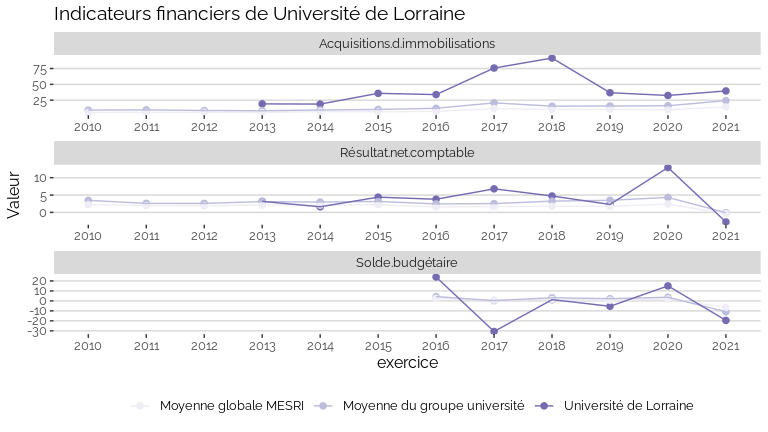 Indicateurs financiers de Université de Lorraine
Acquisitions.d.immobilisations
75
50
25
2010 2011 2012 2013 2014 2015 2016 2017 2018 2019 2020 2021
Résultat.net.comptable
10
5
0
2010 2011 2012 2013 2014 2015 2016 2017 2018 2019 2020 2021
Solde.budgétaire
20
10
0
-10
-20
-30
2010 2011 2012 2013 2014 2015 2016 2017 2018 2019 2020 2021
Valeur
exercice
Moyenne globale MESRI Moyenne du groupe université Université de Lorraine